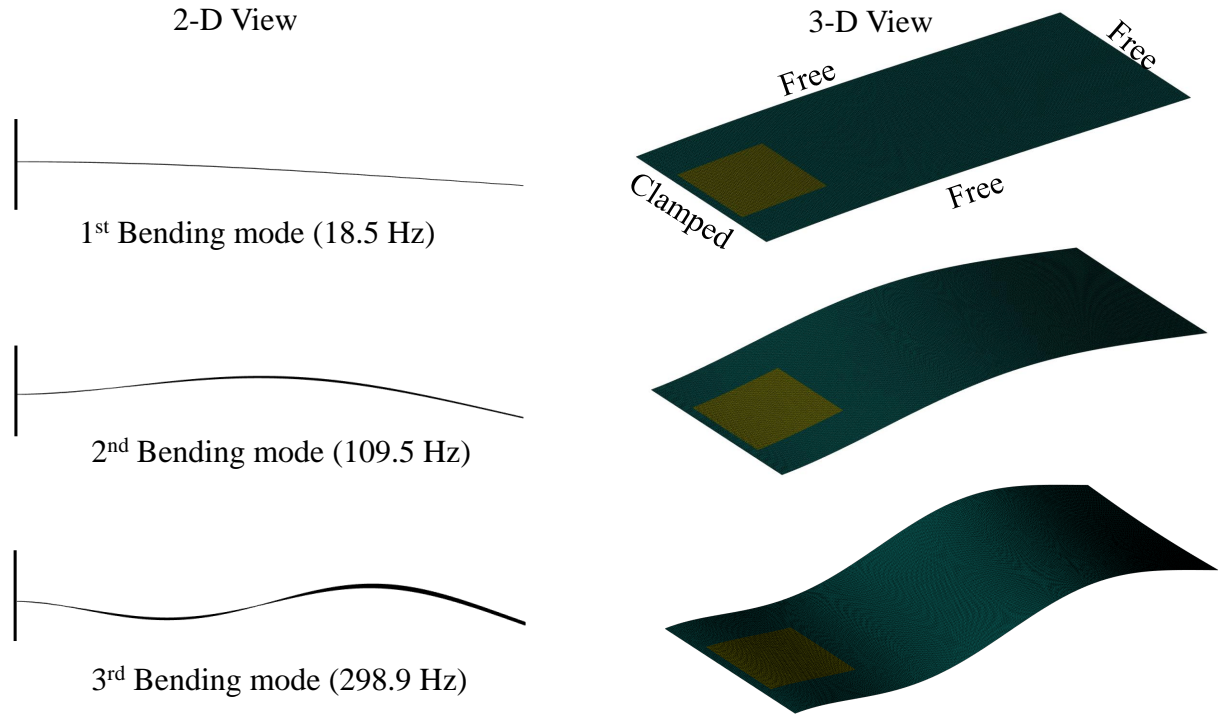 2-D View
3-D View
Free
Free
Clamped
Free
1st Bending mode (18.5 Hz)
2nd Bending mode (109.5 Hz)
3rd Bending mode (298.9 Hz)